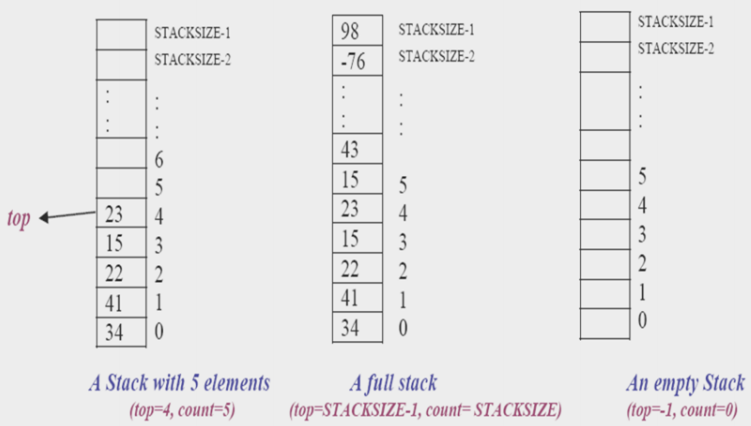 STACKSIZE-1
STACKSIZE-2
:
:
:
:
6
5
top
23 4
15 3
22 2
41 1
34 0
A Stack with 5 elements
(top=4, count=5)
98 STACKSIZE-1
-76 STACKSIZE-2
:
:
:
:
43
15 5
23 4
15 3
22 2
41 1
34 0
A full stack
(top=STACKSIZE-1, count= STACKSIZE)
STACKSIZE-1
STACKSIZE-2
:
:
5
4
3
2
1
0
An empty Stack
(top=-1, count=0)